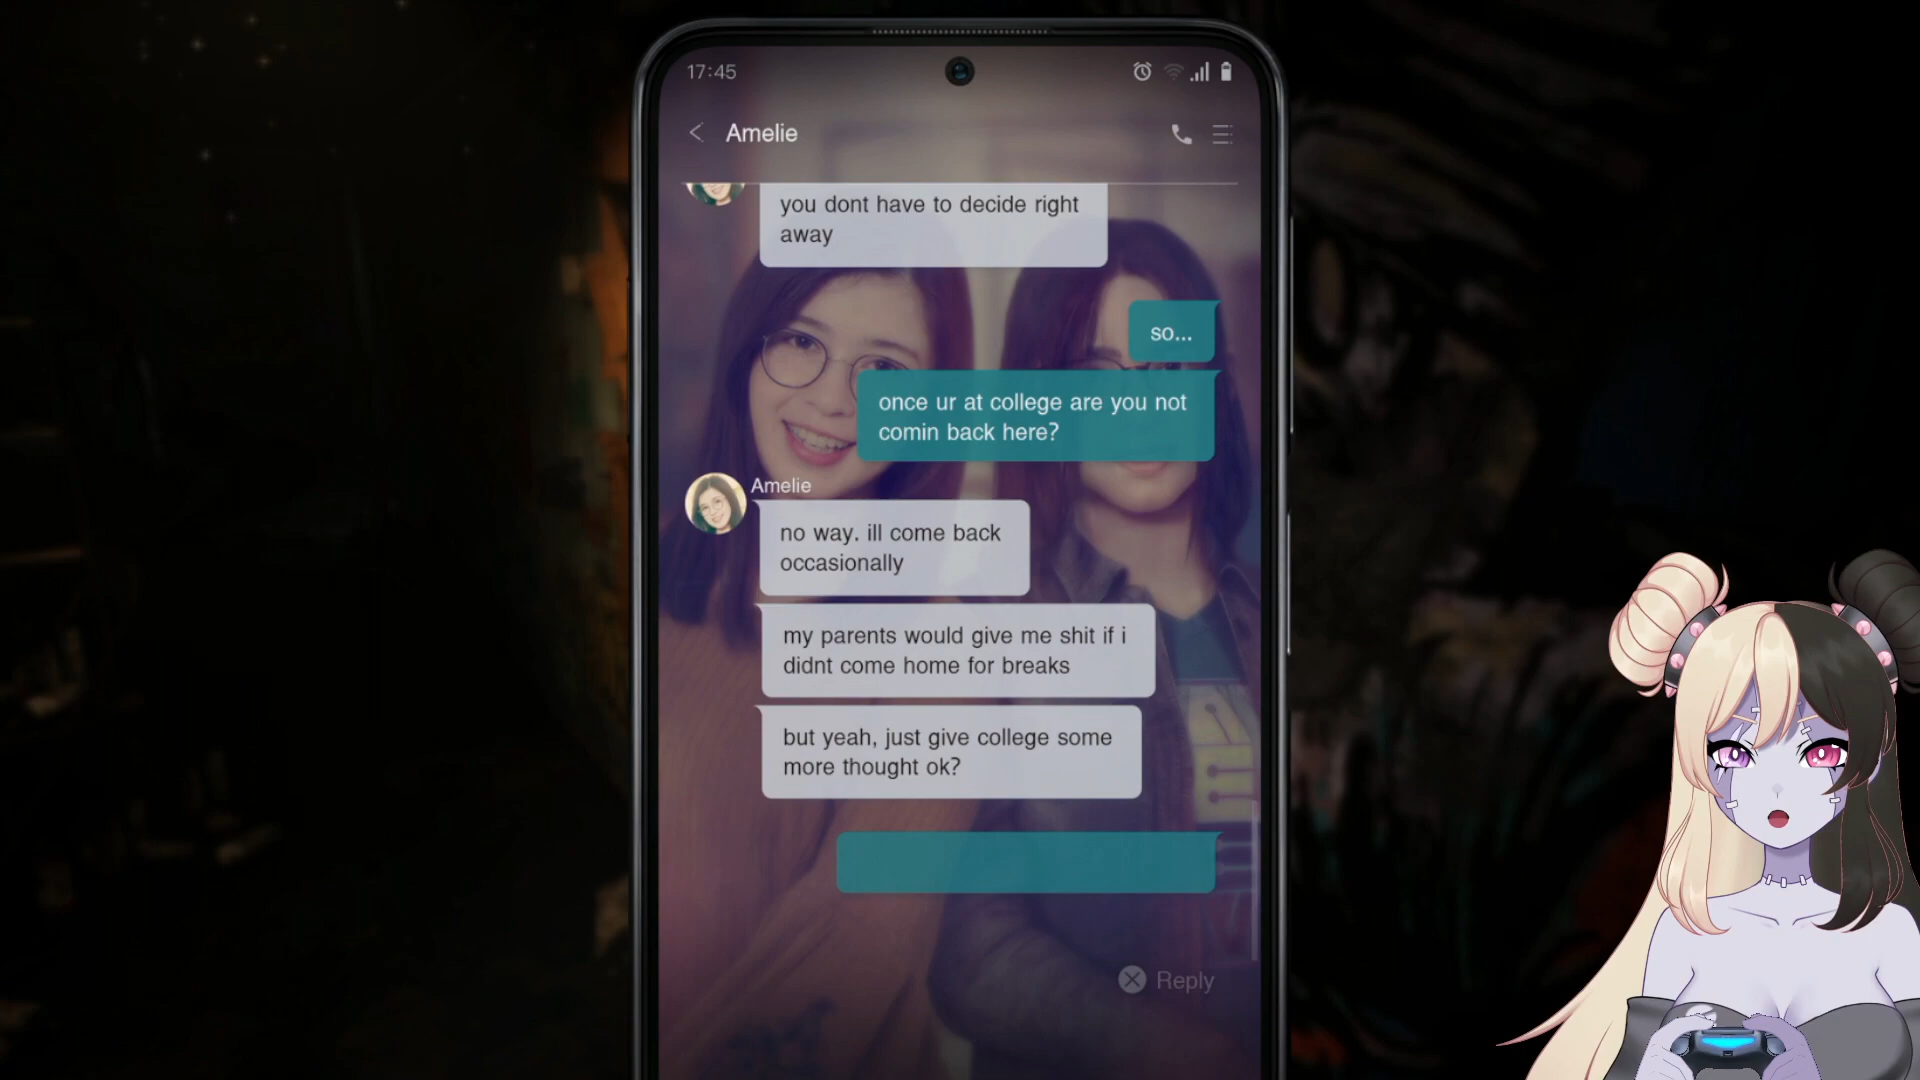 17:45
Amelie
you dont have to decide right
away
so...
once ur at college are you not
comin back here?
Amelie
no way. ill come back
occasionally
my parents would give me shit if i
didnt come home for breaks
but yeah, just give college some
more thought ok?
Reply